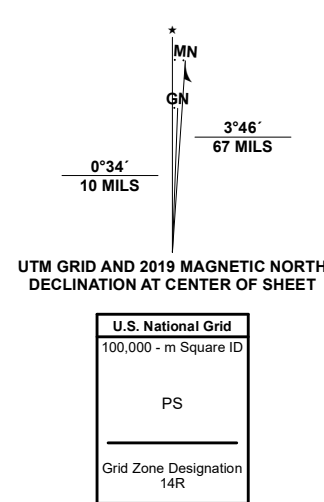 ★
MN
GN
3°46´
67 MILS
0°34´
10 MILS
UTM GRID AND 2019 MAGNETIC NORTH
DECLINATION AT CENTER OF SHEET
U.S. National Grid
100,000 - m Square ID
PS
Grid Zone Designation
14R